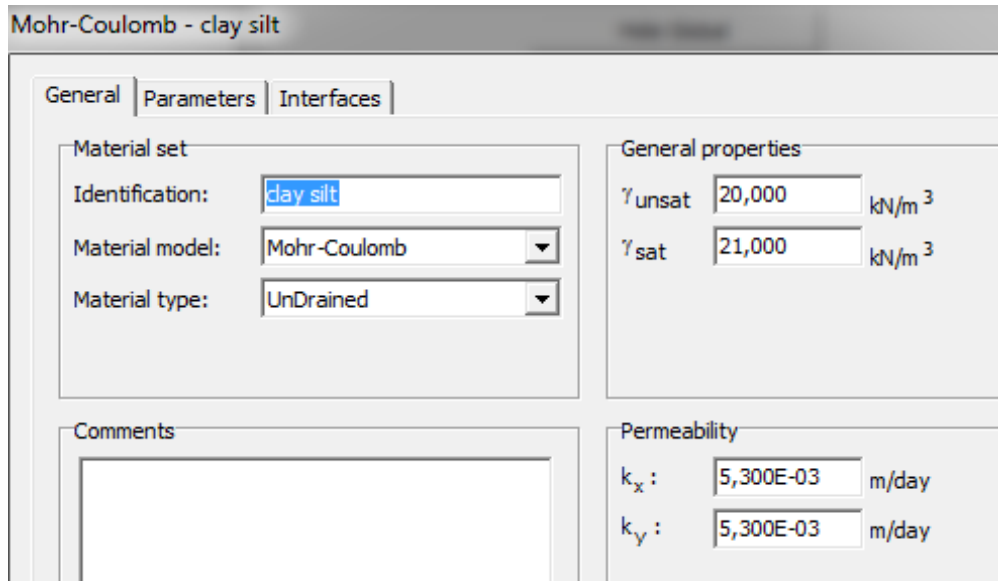 Mohr-Coulomb - clay silt
General Parameters Interfaces
Material set
Identification: clay silt
Material model: Mohr-Coulomb
Material type: UnDrained
General properties
γunsat 20,000 kN/m 3
γsat 21,000 kN/m 3
Comments
Permeability
kx : 5,300E-03 m/day
ky : 5,300E-03 m/day